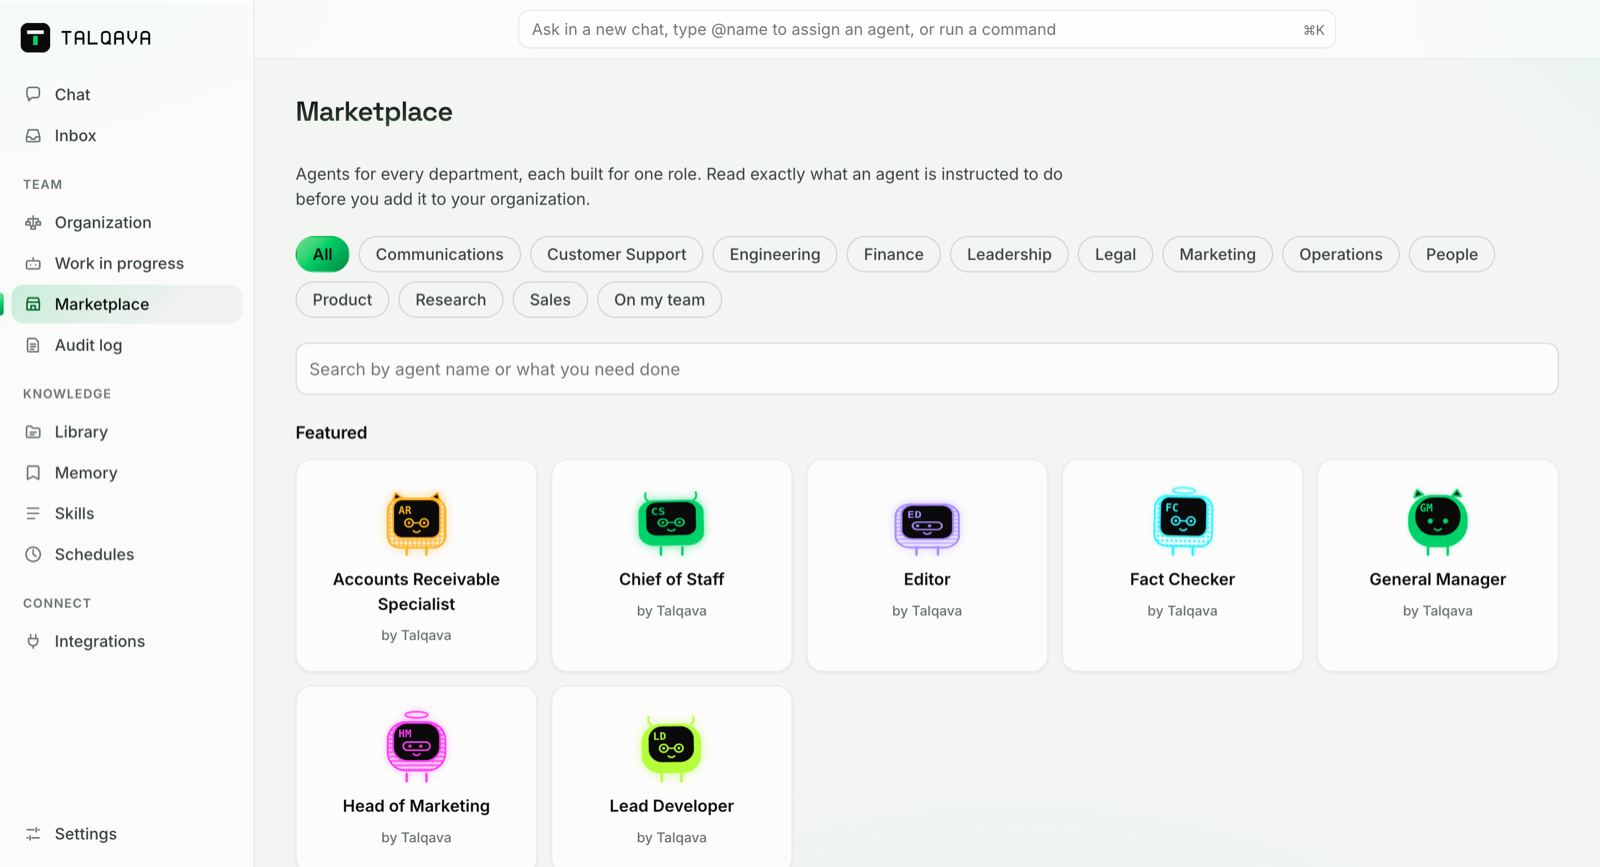 TALQAVA
Ask in a new chat, type @name to assign an agent, or run a command
⌘K
Chat
Inbox
TEAM
Organization
Work in progress
Marketplace
Audit log
KNOWLEDGE
Library
Memory
Skills
Schedules
CONNECT
Integrations
Settings
Marketplace
Agents for every department, each built for one role. Read exactly what an agent is instructed to do
before you add it to your organization.
All
Communications
Customer Support
Engineering
Finance
Leadership
Legal
Marketing
Operations
People
Product
Research
Sales
On my team
Search by agent name or what you need done
Featured
AR
Accounts Receivable
Specialist
by Talqava
CS
Chief of Staff
by Talqava
ED
Editor
by Talqava
FC
Fact Checker
by Talqava
GM
General Manager
by Talqava
HM
Head of Marketing
by Talqava
LD
Lead Developer
by Talqava